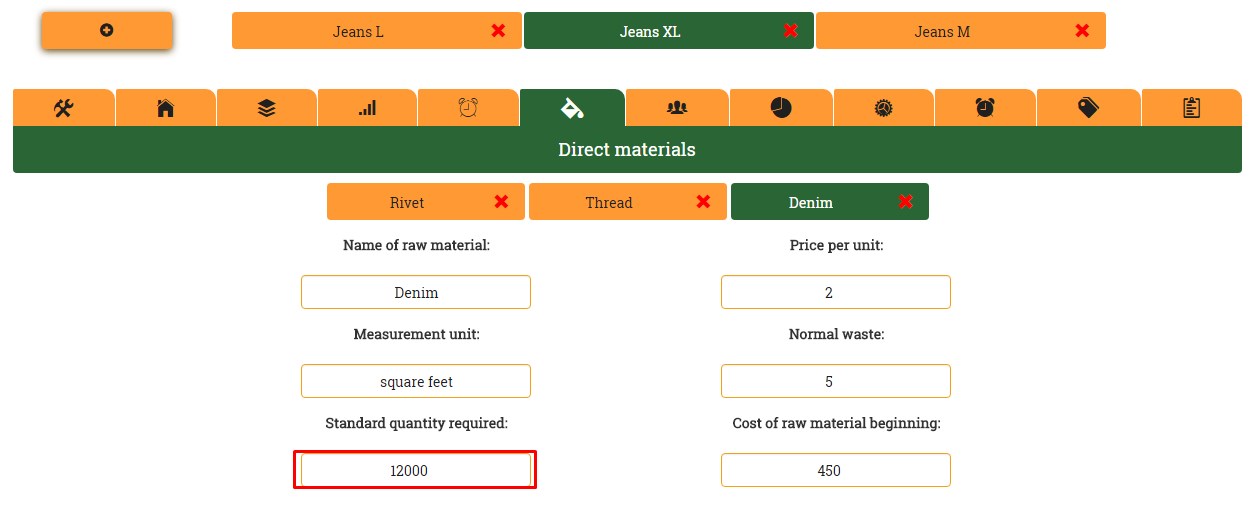 Jeans L
Jeans XL
Jeans M
Direct materials
Rivet
Thread
Denim
Name of raw material:
Price per unit:
Denim
2
Measurement unit:
Normal waste:
square feet
5
Standard quantity required:
Cost of raw material beginning:
12000
450